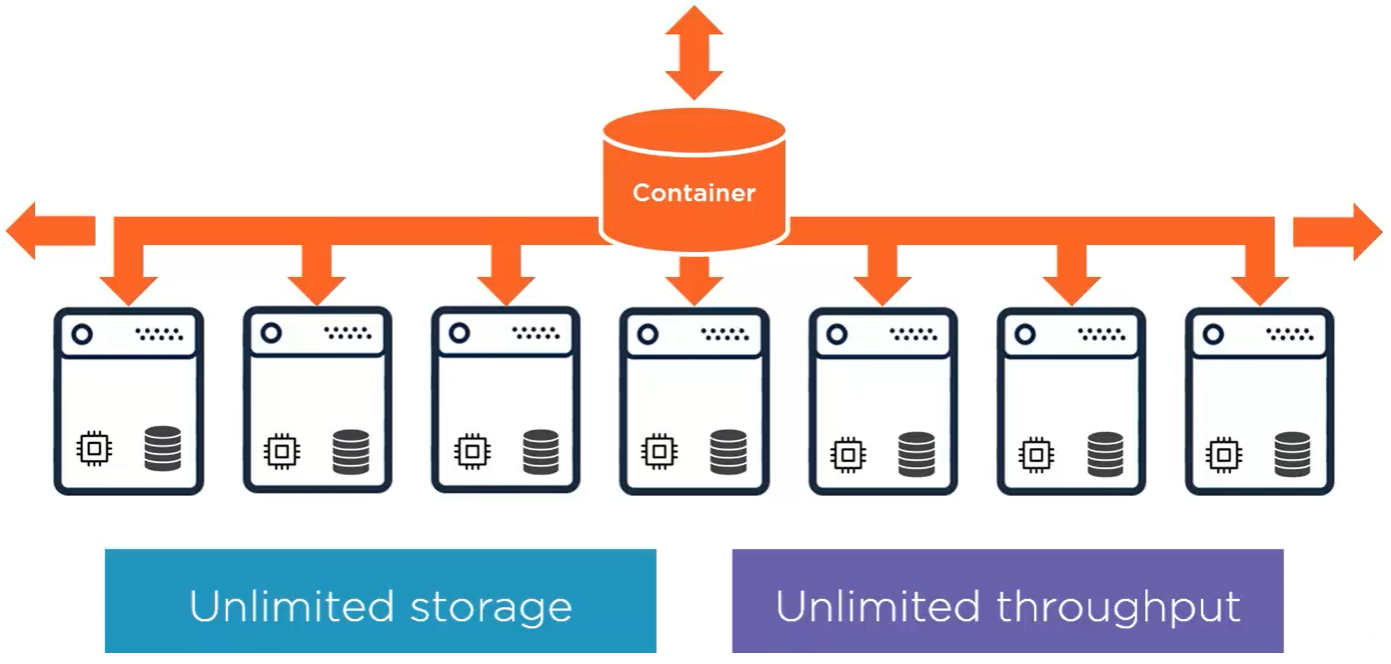 Container
Unlimited storage
Unlimited throughput